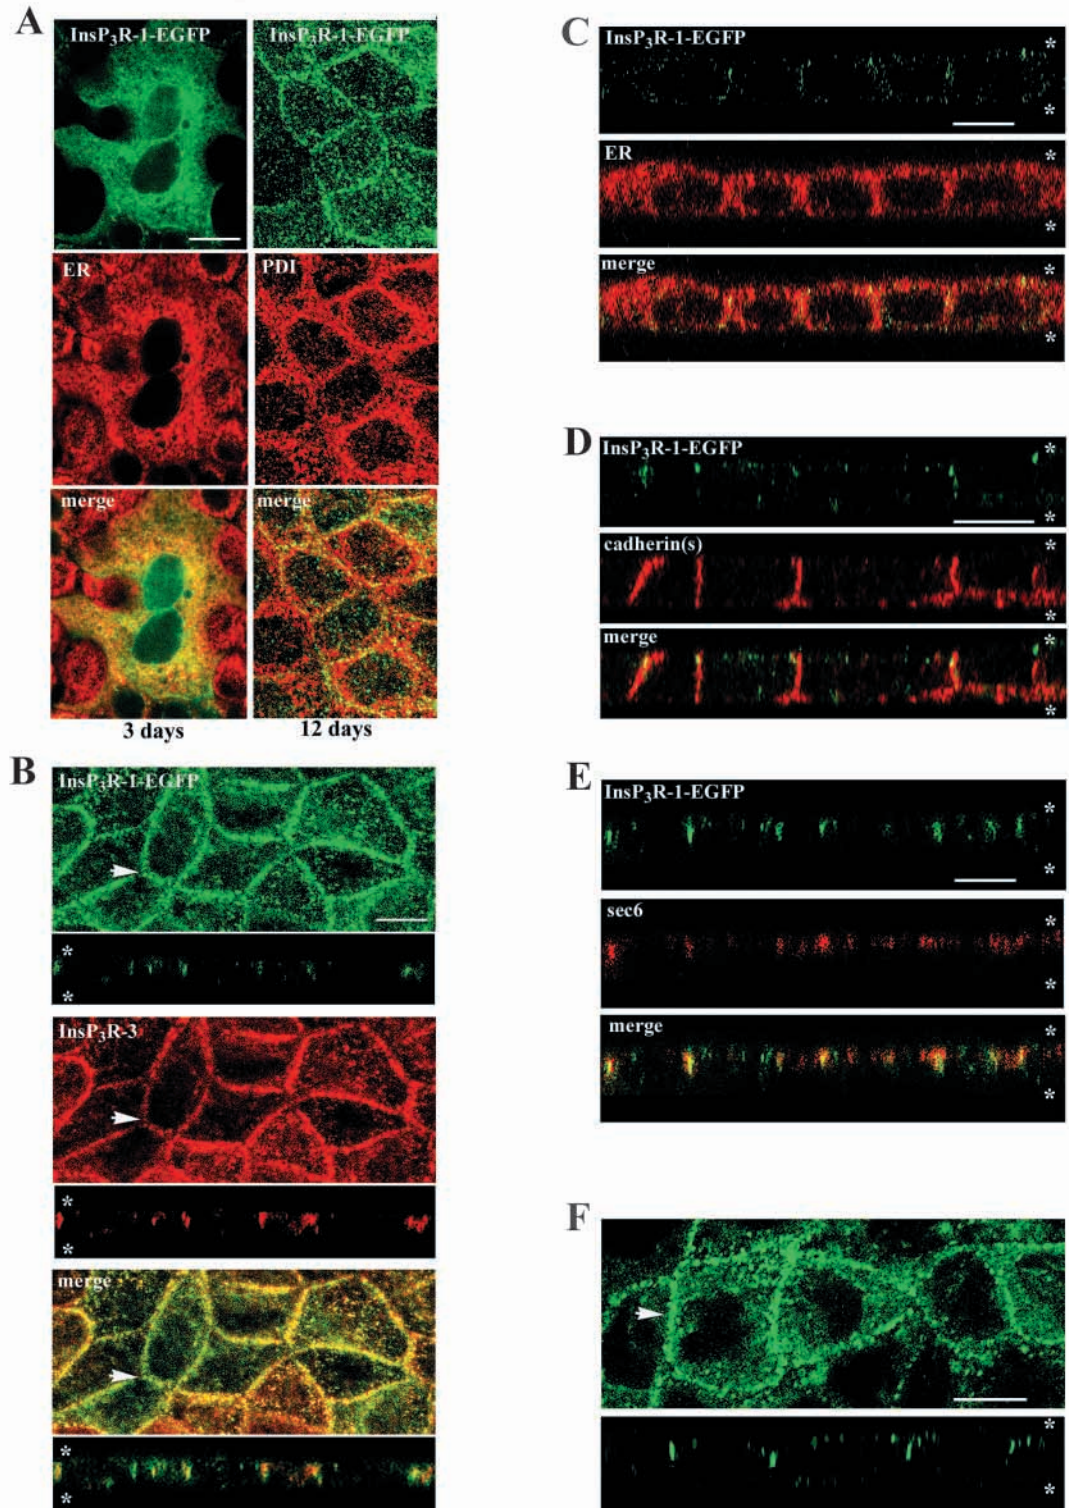 A
InsP3R-1-EGFP
InsP3R-1-EGFP
ER
PDI
merge
merge
3 days
12 days
B
InsP3R-1-EGFP
*
*
InsP3R-3
*
*
merge
*
*
C
InsP3R-1-EGFP
*
*
ER
*
*
merge
*
*
D
InsP3R-1-EGFP
*
*
cadherin(s)
*
*
merge
*
*
E
InsP3R-1-EGFP
*
*
sec6
*
*
merge
*
*
F
*
*